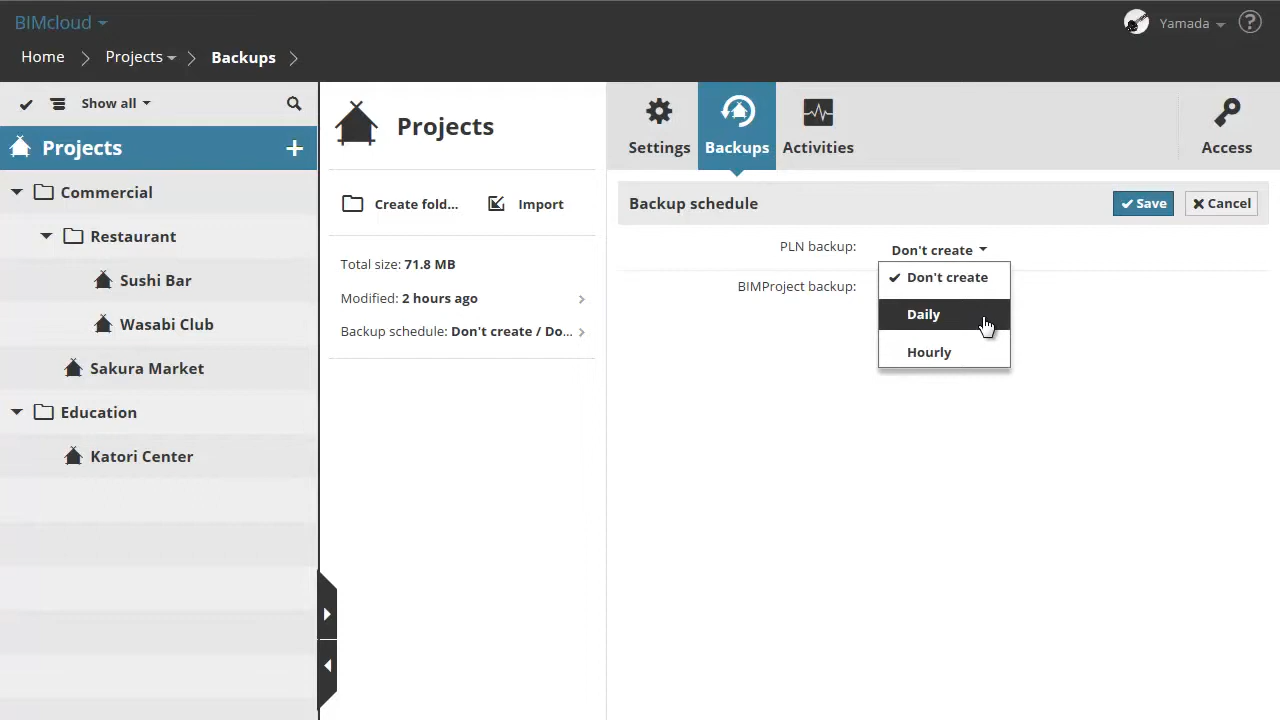 BIMcloud
Yamada
?
Home
Projects
Backups
Show all
Projects
+
Commercial
Restaurant
Sushi Bar
Wasabi Club
Sakura Market
Education
Katori Center
Projects
Create fold...
Import
Total size: 71.8 MB
Modified: 2 hours ago
Backup schedule: Don't create / Do...
Settings
Backups
Activities
Access
Backup schedule
Save
Cancel
PLN backup:
Don't create
BIMProject backup:
Don't create
Daily
Hourly